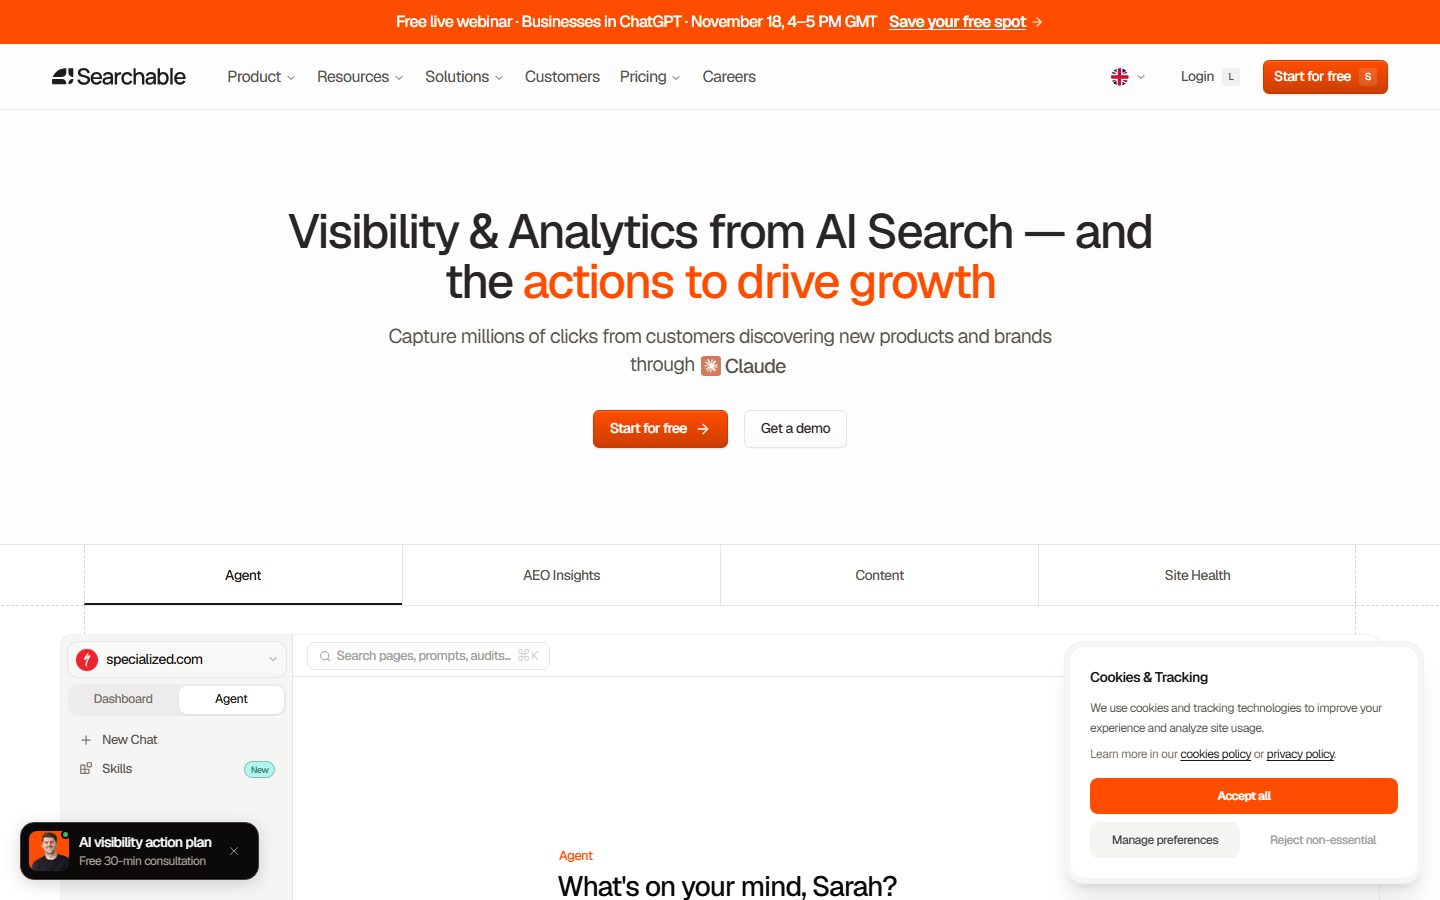 Free live webinar · Businesses in ChatGPT · November 18, 4–5 PM GMT Save your free spot →
Searchable
Product
Resources
Solutions
Customers
Pricing
Careers
Login L
Start for free S
Visibility & Analytics from AI Search — and
the actions to drive growth
Capture millions of clicks from customers discovering new products and brands
through Claude
Start for free →
Get a demo
Agent
AEO Insights
Content
Site Health
specialized.com
Search pages, prompts, audits... ⌘K
Dashboard
Agent
New Chat
Skills
New
Agent
What's on your mind, Sarah?
AI visibility action plan
Free 30-min consultation
Cookies & Tracking
We use cookies and tracking technologies to improve your
experience and analyze site usage.
Learn more in our cookies policy or privacy policy.
Accept all
Manage preferences
Reject non-essential